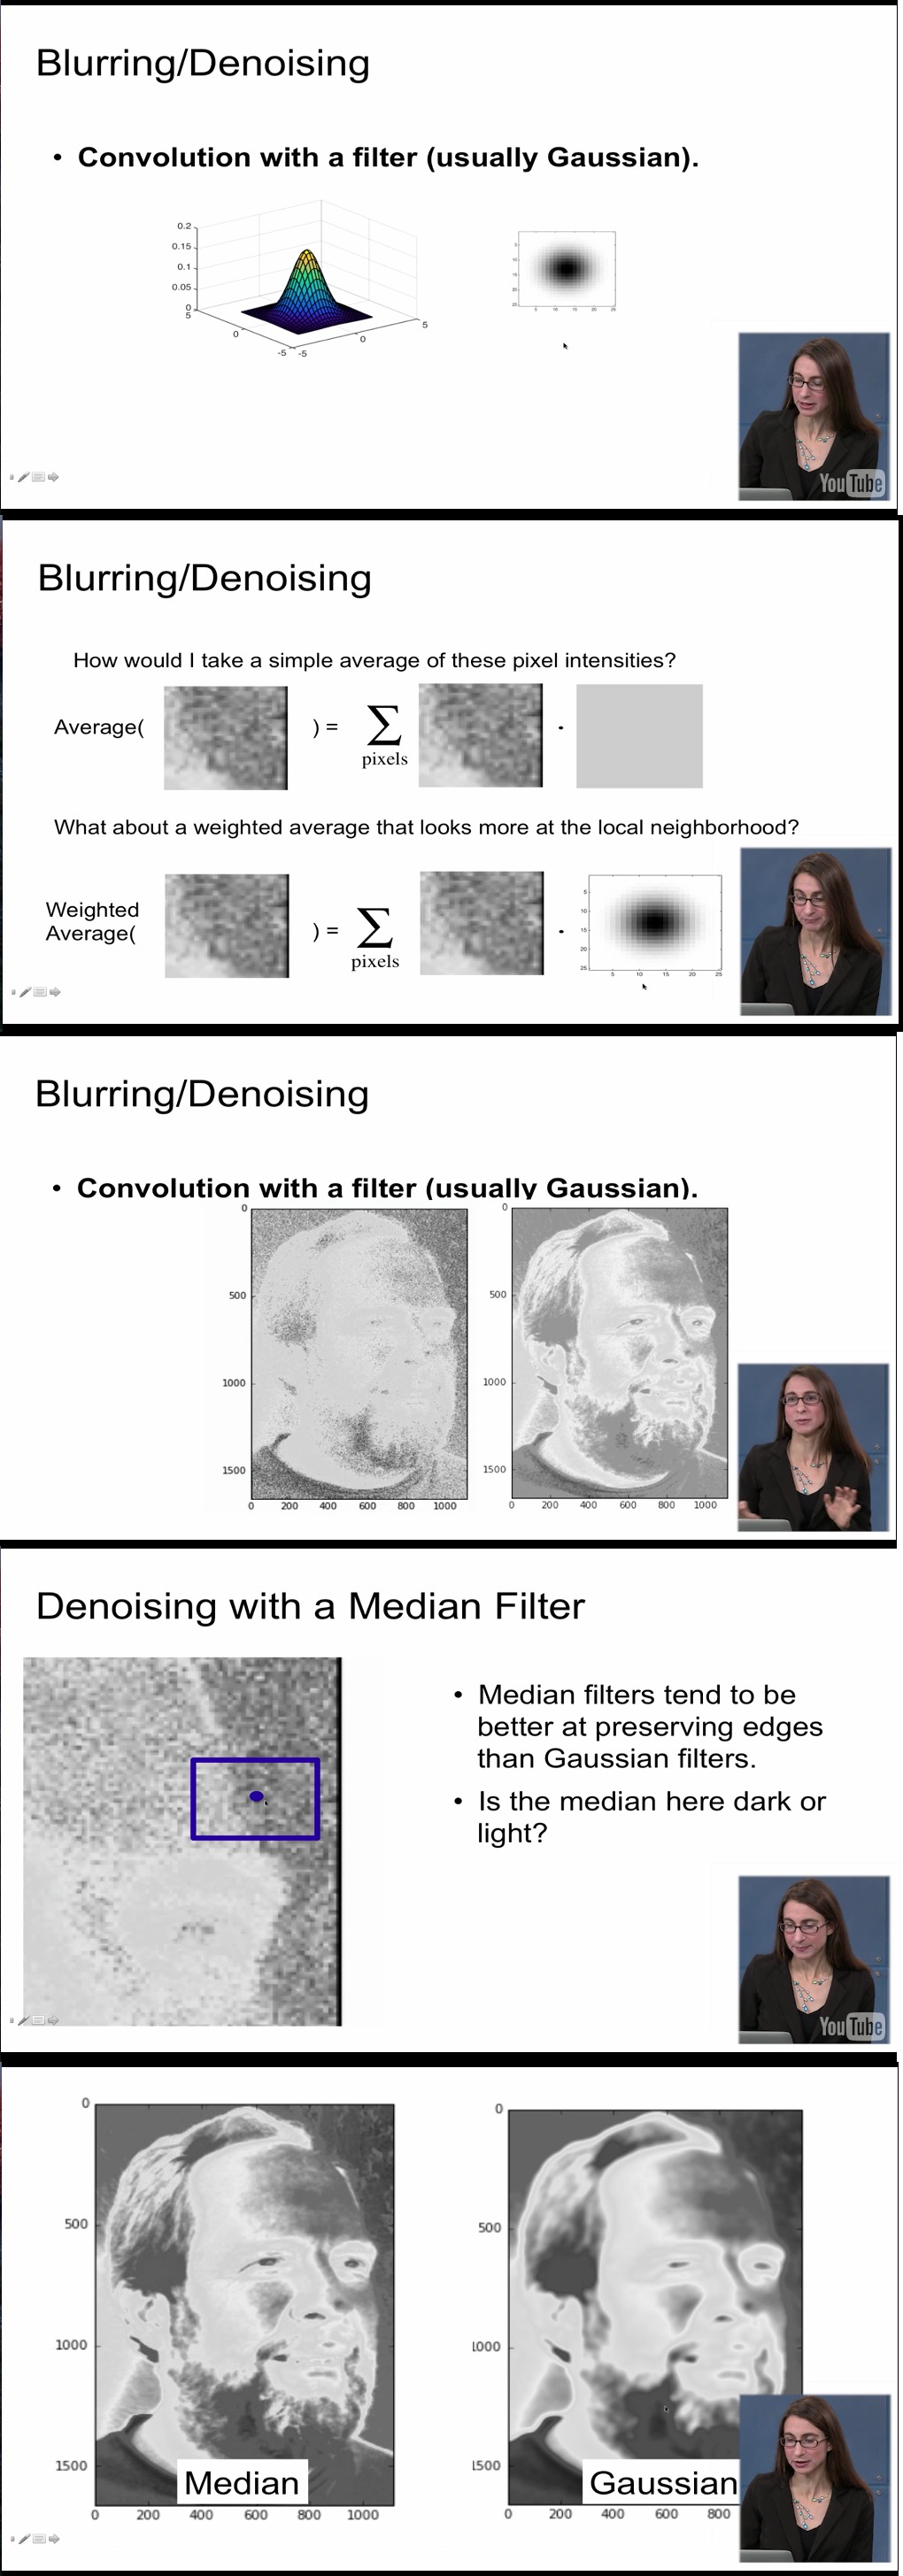 Blurring/Denoising
• Convolution with a filter (usually Gaussian).
0.2
0.15
0.1
0.05
0
5
0
-5
-5
0
5
5
10
15
20
25
5 10 15 20 25
YouTube
Blurring/Denoising
How would I take a simple average of these pixel intensities?
Average( ) = ∑ .
pixels
What about a weighted average that looks more at the local neighborhood?
Weighted
Average( ) = ∑ .
pixels
5
10
15
20
25
5 10 15 20 25
Blurring/Denoising
• Convolution with a filter (usually Gaussian).
0
500
1000
1500
0 200 400 600 800 1000
0
500
1000
1500
0 200 400 600 800 1000
Denoising with a Median Filter
• Median filters tend to be
better at preserving edges
than Gaussian filters.
• Is the median here dark or
light?
YouTube
0
500
1000
1500
Median
0 200 400 600 800 1000
0
500
1000
1500
Gaussian
0 200 400 600 800